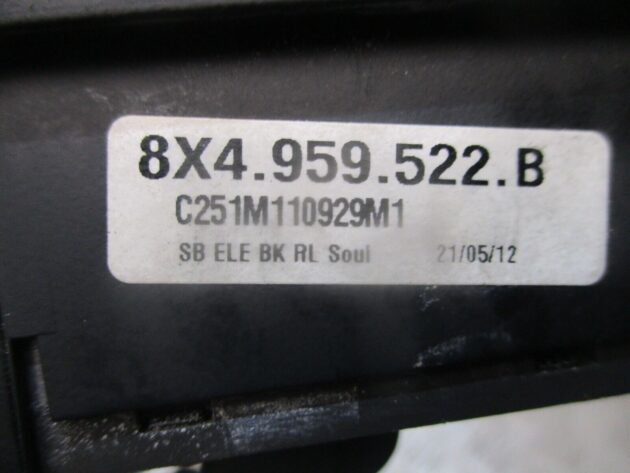 8X4.959.522.B
C251M110929M1
SB ELE BK RL Soul 21/05/12